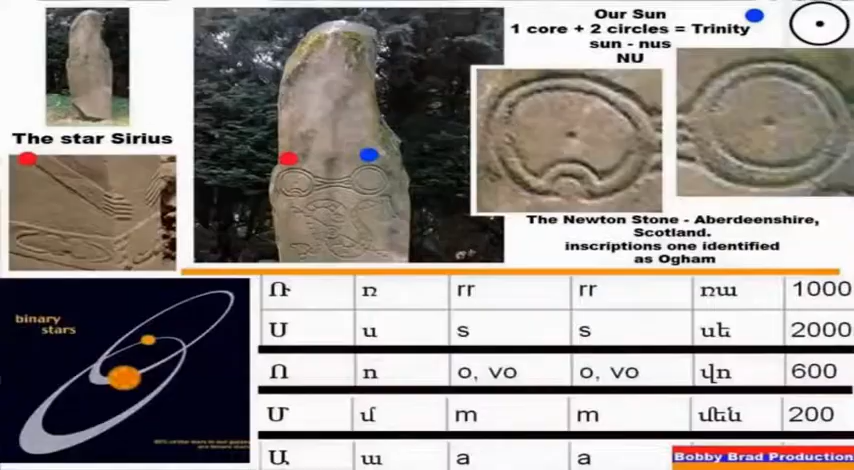 Our Sun
1 core + 2 circles = Trinity
sun - nus
NU
The star Sirius
The Newton Stone - Aberdeenshire,
Scotland.
inscriptions one identified
as Ogham
binary
stars
Ռ ռ rr rr ռա 1000
Ս ս s s սե 2000
Ո ո o, vo o, vo վո 600
Մ մ m m մեն 200
Ա ա a a
Bobby Brad Production